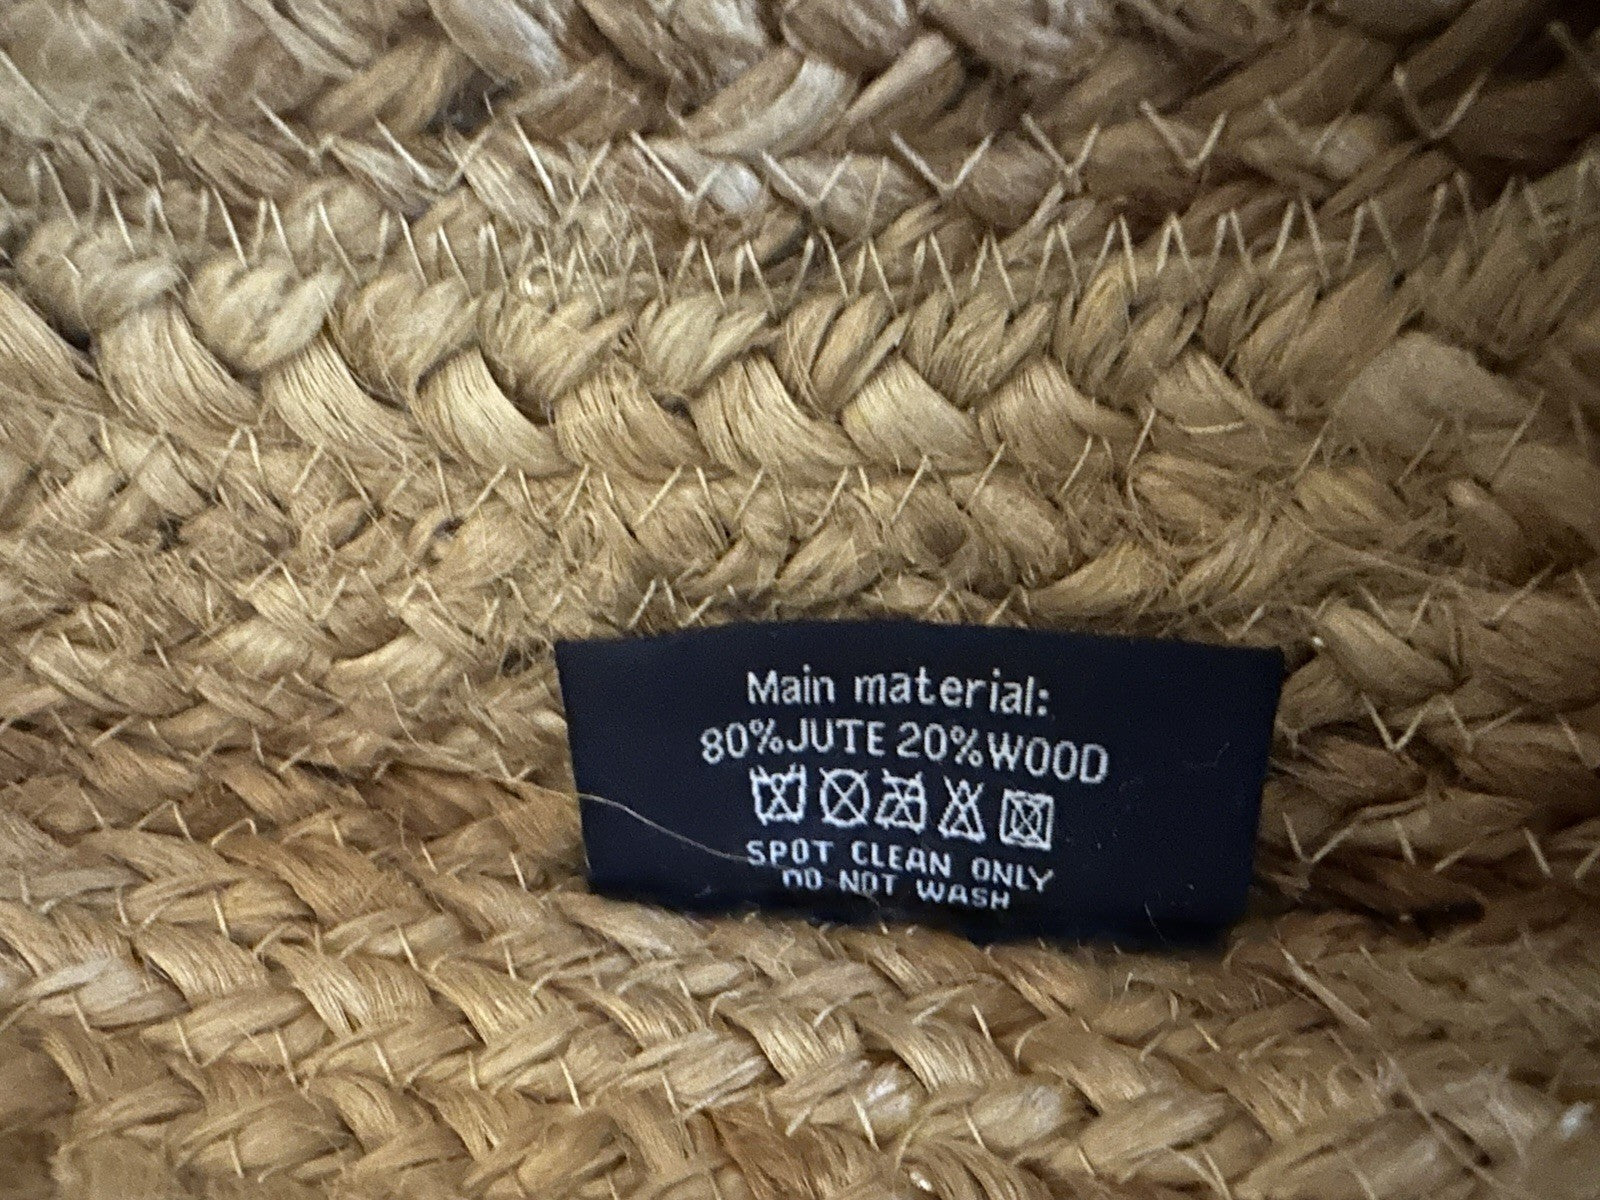 Main material:
80%JUTE 20%WOOD
SPOT CLEAN ONLY
DO NOT WASH